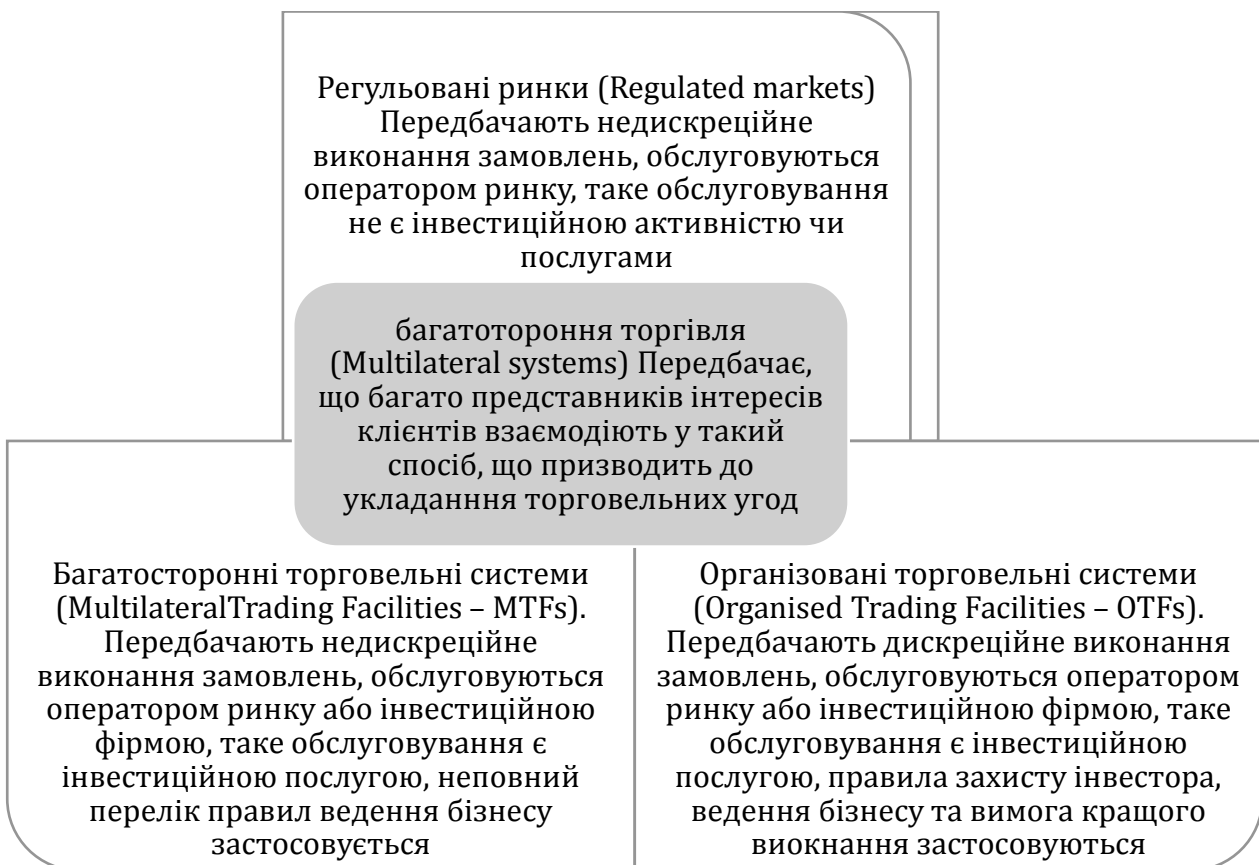 Регульовані ринки (Regulated markets)
Передбачають недискреційне
виконання замовлень, обслуговуються
оператором ринку, таке обслуговування
не є інвестиційною активністю чи
послугами
багатотороння торгівля
(Multilateral systems) Передбачає,
що багато представників інтересів
клієнтів взаємодіють у такий
спосіб, що призводить до
укладанння торговельних угод
Багатосторонні торговельні системи
(MultilateralTrading Facilities – MTFs).
Передбачають недискреційне
виконання замовлень, обслуговуються
оператором ринку або інвестиційною
фірмою, таке обслуговування є
інвестиційною послугою, неповний
перелік правил ведення бізнесу
застосовується
Організовані торговельні системи
(Organised Trading Facilities – OTFs).
Передбачають дискреційне виконання
замовлень, обслуговуються оператором
ринку або інвестиційною фірмою, таке
обслуговування є інвестиційною
послугою, правила захисту інвестора,
ведення бізнесу та вимога кращого
виокнання застосовуються